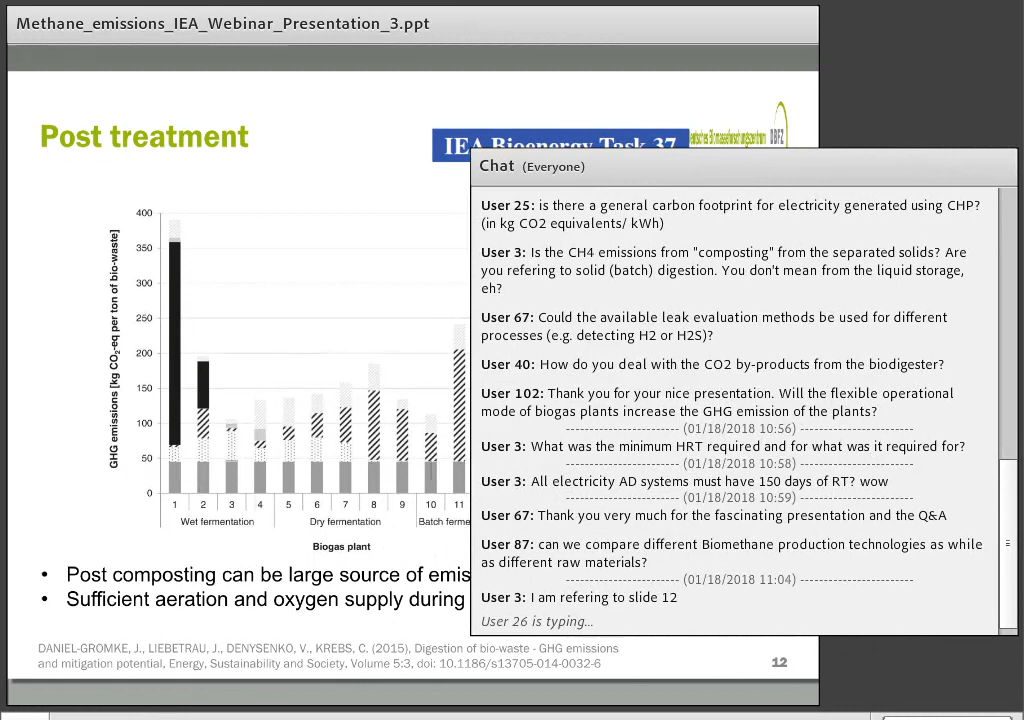 Methane_emissions_IEA_Webinar_Presentation_3.ppt
Post treatment
IEA Bioenergy Task 37
DBFZ
GHG emissions [kg CO2-eq per ton of bio-waste]
400
350
300
250
200
150
100
50
0
1 2 3 4 5 6 7 8 9 10 11
Wet fermentation Dry fermentation Batch ferme
Biogas plant
• Post composting can be large source of emis
• Sufficient aeration and oxygen supply during
DANIEL-GROMKE, J., LIEBETRAU, J., DENYSENKO, V., KREBS, C. (2015), Digestion of bio-waste - GHG emissions
and mitigation potential, Energy, Sustainability and Society, Volume 5:3, doi: 10.1186/s13705-014-0032-6
12
Chat (Everyone)
User 25: is there a general carbon footprint for electricity generated using CHP?
(in kg CO2 equivalents/ kWh)
User 3: Is the CH4 emissions from "composting" from the separated solids? Are
you refering to solid (batch) digestion. You don't mean from the liquid storage,
eh?
User 67: Could the available leak evaluation methods be used for different
processes (e.g. detecting H2 or H2S)?
User 40: How do you deal with the CO2 by-products from the biodigester?
User 102: Thank you for your nice presentation. Will the flexible operational
mode of biogas plants increase the GHG emission of the plants?
----------------------- (01/18/2018 10:56) -----------------------
User 3: What was the minimum HRT required and for what was it required for?
----------------------- (01/18/2018 10:58) -----------------------
User 3: All electricity AD systems must have 150 days of RT? wow
----------------------- (01/18/2018 10:59) -----------------------
User 67: Thank you very much for the fascinating presentation and the Q&A
User 87: can we compare different Biomethane production technologies as while
as different raw materials?
----------------------- (01/18/2018 11:04) -----------------------
User 3: I am refering to slide 12
User 26 is typing...